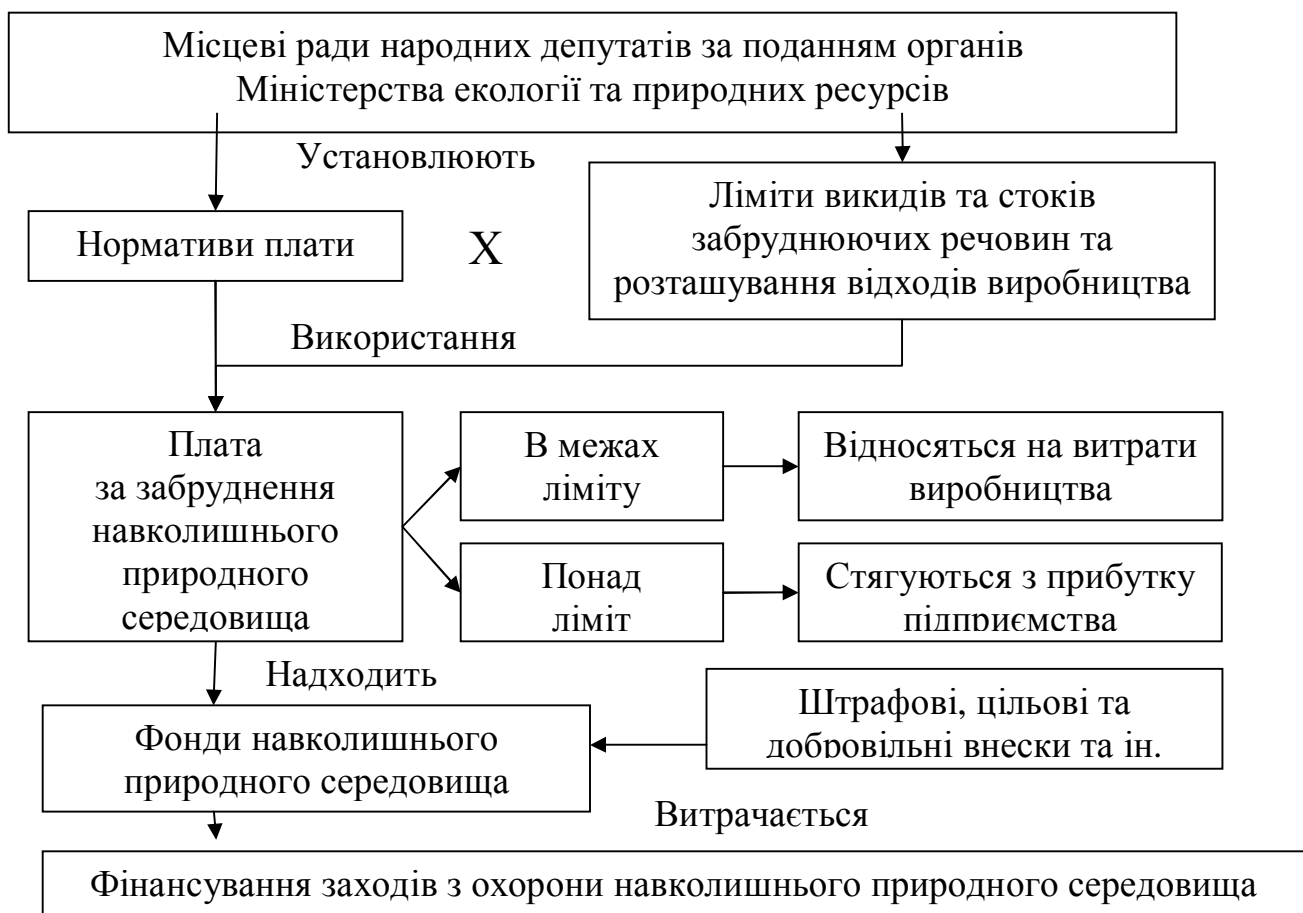 Місцеві ради народних депутатів за поданням органів
Міністерства екології та природних ресурсів
Установлюють
Нормативи плати
X
Ліміти викидів та стоків
забруднюючих речовин та
розташування відходів виробництва
Використання
Плата
за забруднення
навколишнього
природного
середовища
В межах
ліміту
Відносяться на витрати
виробництва
Понад
ліміт
Стягуються з прибутку
підприємства
Надходить
Фонди навколишнього
природного середовища
Штрафові, цільові та
добровільні внески та ін.
Витрачається
Фінансування заходів з охорони навколишнього природного середовища